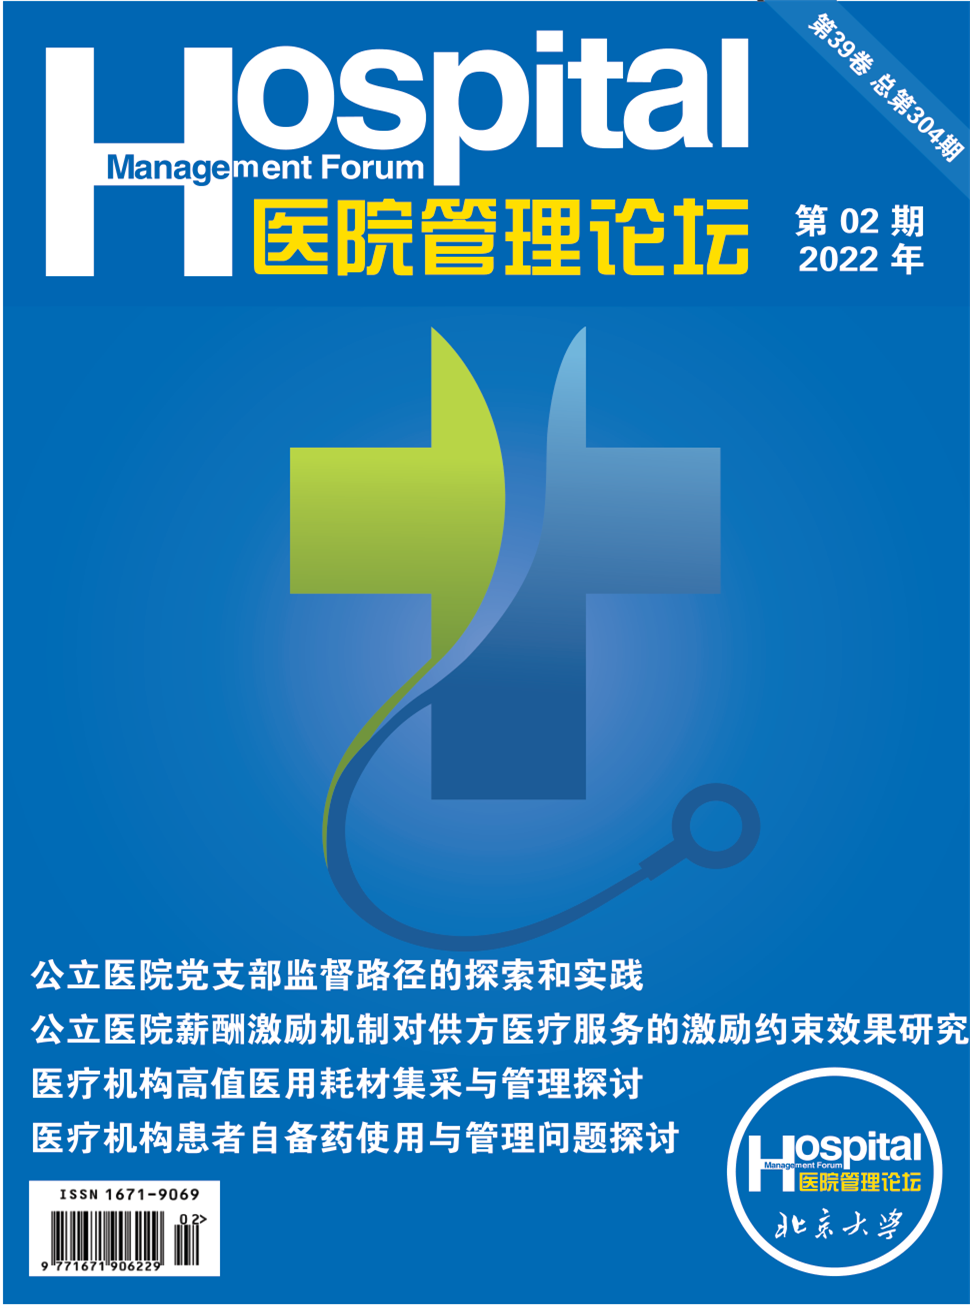 第39卷 总第304期
Hospital
Management Forum
医院管理论坛
第 02 期
2022 年
公立医院党支部监督路径的探索和实践
公立医院薪酬激励机制对供方医疗服务的激励约束效果研究
医疗机构高值医用耗材集采与管理探讨
医疗机构患者自备药使用与管理问题探讨
ISSN 1671-9069
02>
9 771671 906229
Hospital
Management Forum
医院管理论坛
北京大学